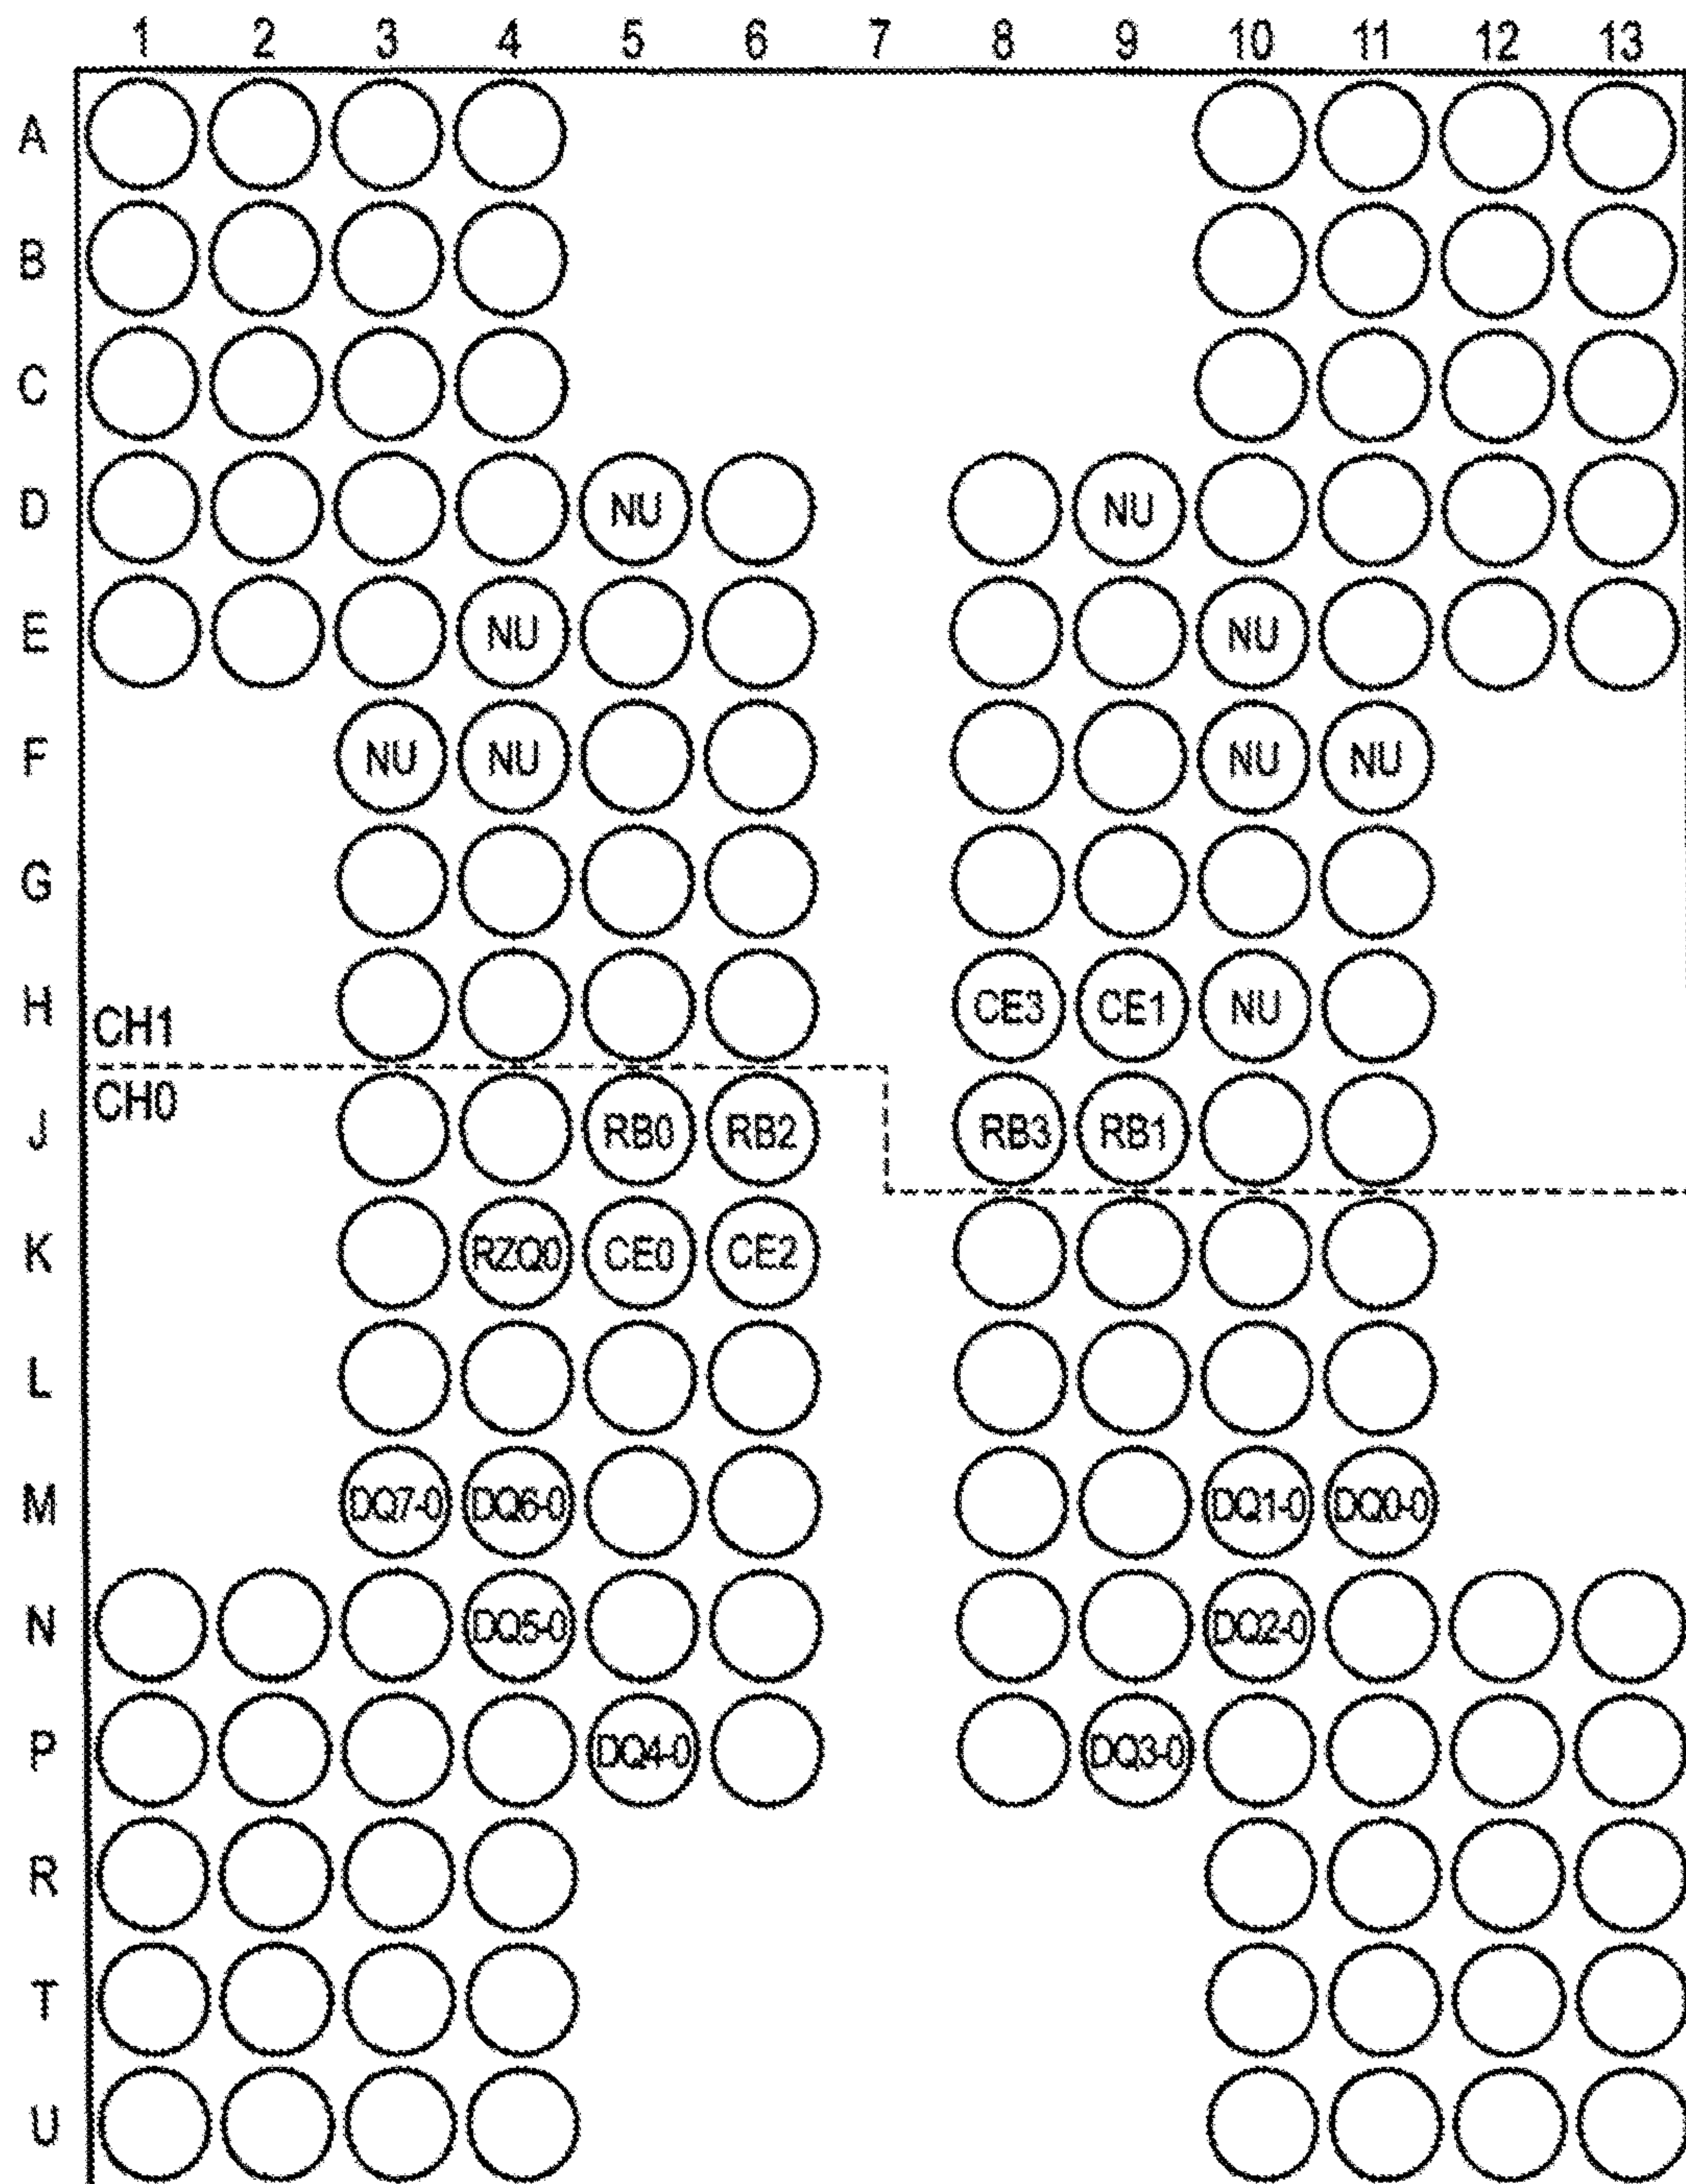 1 2 3 4 5 6 7 8 9 10 11 12 13
A
B
C
D NU NU
E NU NU
F NU NU NU NU
G
H CE3 CE1 NU
CH1
CH0
J RB0 RB2 RB3 RB1
K RZQ0 CE0 CE2
L
M DQ7-0 DQ6-0 DQ1-0 DQ0-0
N DQ5-0 DQ2-0
P DQ4-0 DQ3-0
R
T
U